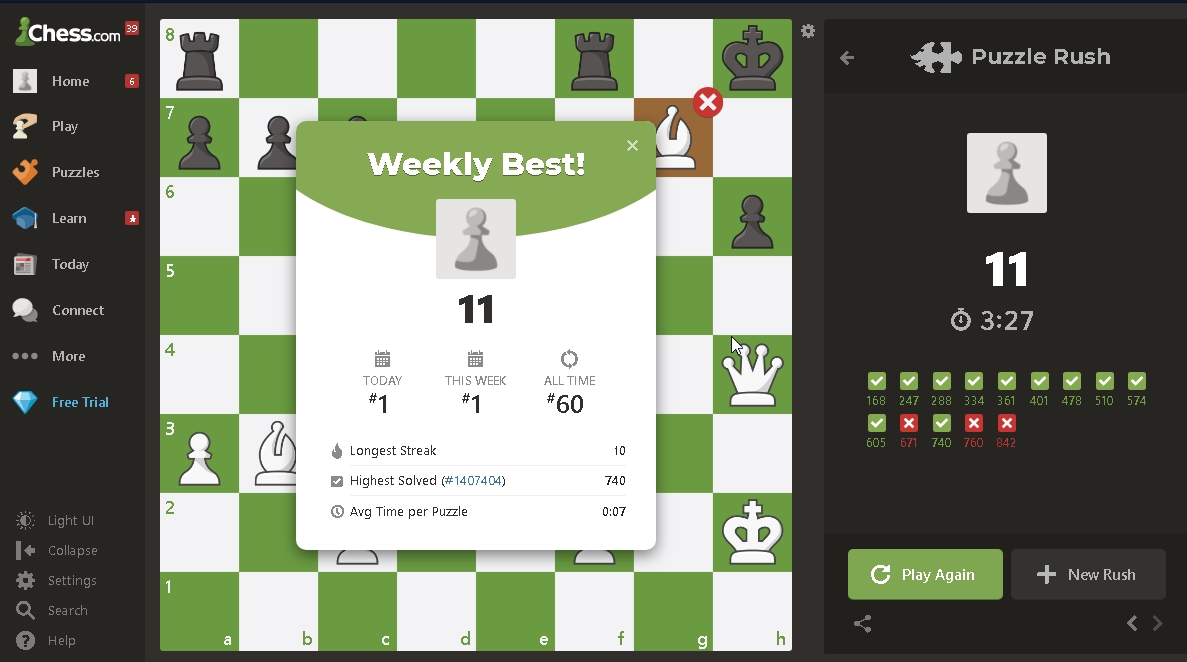 Chess.com 39
Home 6
Play
Puzzles
Learn
Today
Connect
More
Free Trial
Light UI
Collapse
Settings
Search
Help
8
7
6
5
4
3
2
1
a b c d e f g h
Weekly Best!
11
TODAY THIS WEEK ALL TIME
#1 #1 #60
Longest Streak 10
Highest Solved (#1407404) 740
Avg Time per Puzzle 0:07
Puzzle Rush
11
3:27
168 247 288 334 361 401 478 510 574
605 671 740 760 842
Play Again
New Rush